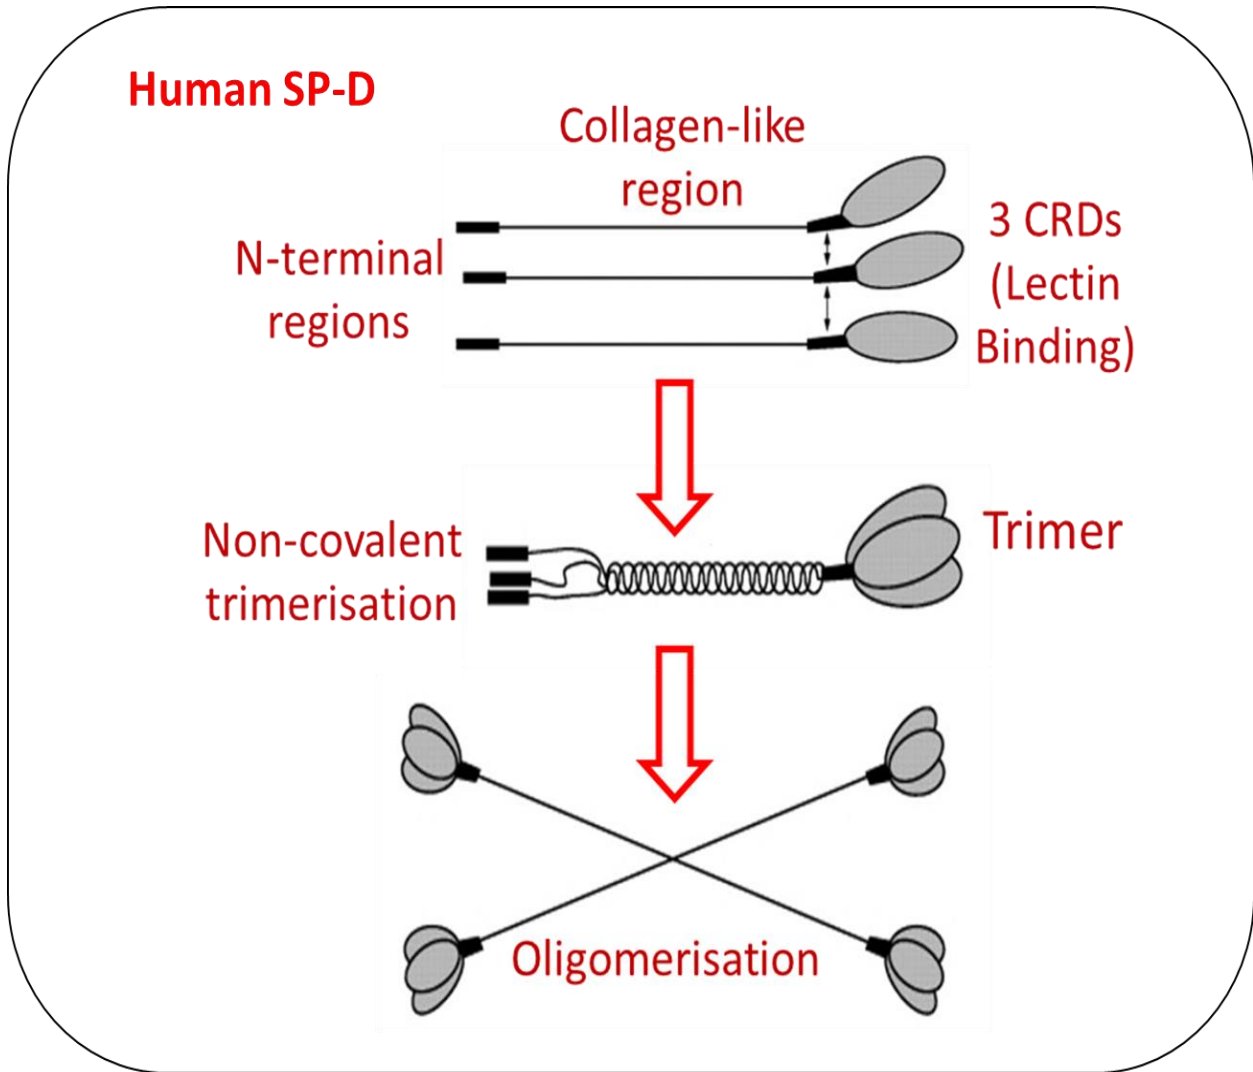 Human SP-D
Collagen-like
region
N-terminal
regions
3 CRDs
(Lectin
Binding)
Non-covalent
trimerisation
Trimer
Oligomerisation